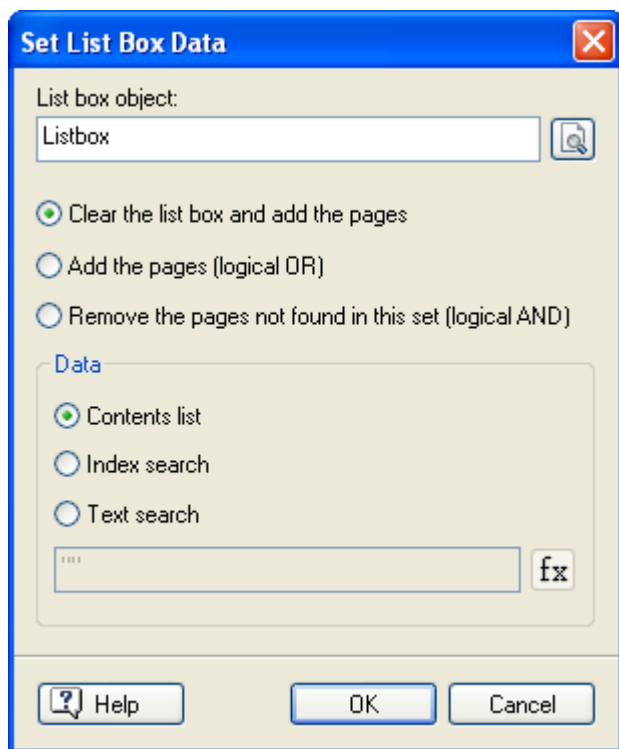 Set List Box Data
List box object:
Listbox
Clear the list box and add the pages
Add the pages (logical OR)
Remove the pages not found in this set (logical AND)
Data
Contents list
Index search
Text search
""
fx
? Help
OK
Cancel